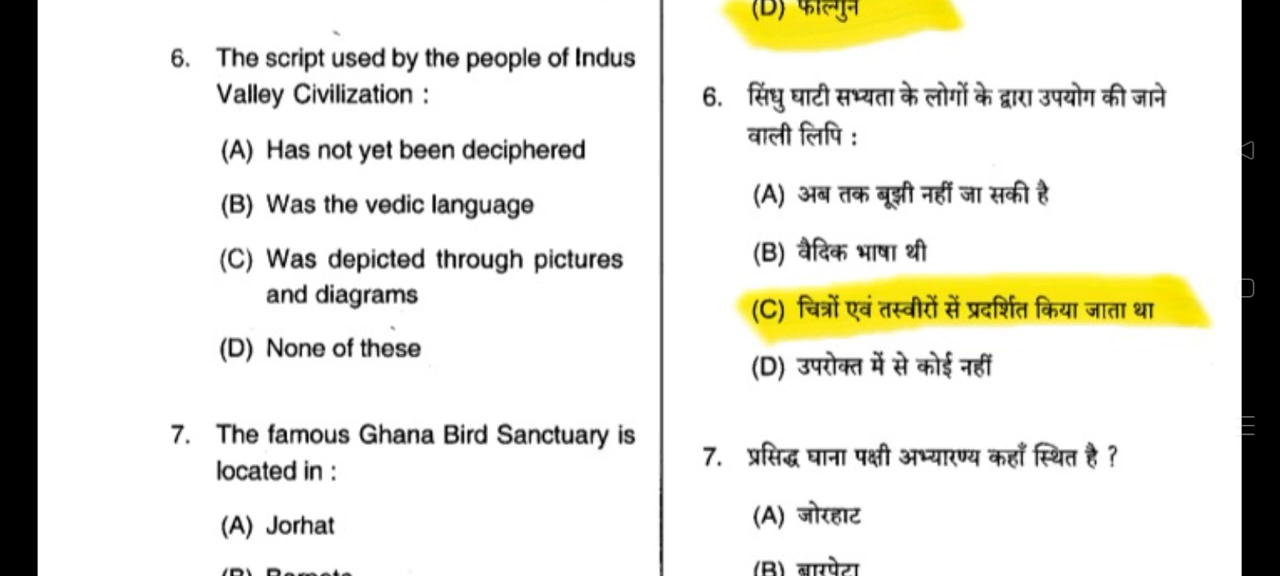 6. The script used by the people of Indus
Valley Civilization :
(A) Has not yet been deciphered
(B) Was the vedic language
(C) Was depicted through pictures
and diagrams
(D) None of these
7. The famous Ghana Bird Sanctuary is
located in :
(A) Jorhat
(B)
(D) फाल्गुन
6. सिंधु घाटी सभ्यता के लोगों के द्वारा उपयोग की जाने
वाली लिपि :
(A) अब तक बूझी नहीं जा सकी है
(B) वैदिक भाषा थी
(C) चित्रों एवं तस्वीरों सें प्रदर्शित किया जाता था
(D) उपरोक्त में से कोई नहीं
7. प्रसिद्ध घाना पक्षी अभ्यारण्य कहाँ स्थित है ?
(A) जोरहाट
(B) बारपेटा